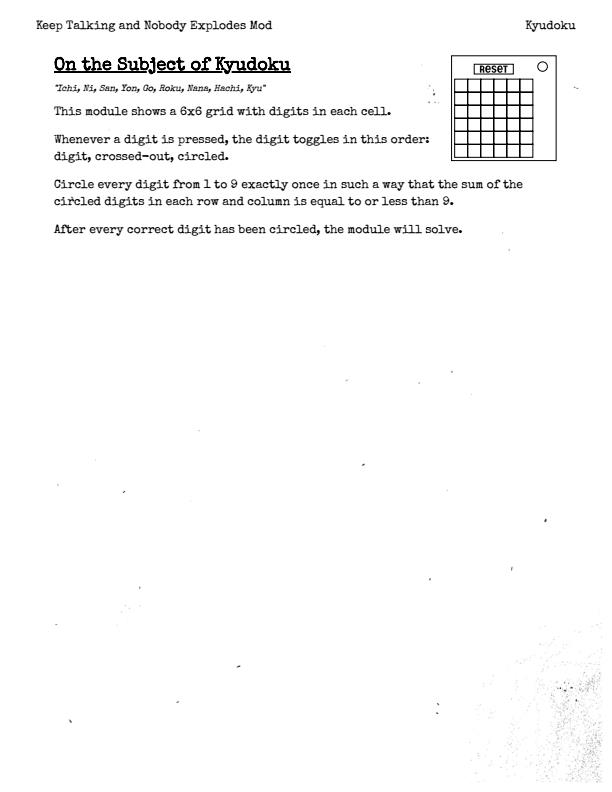 Keep Talking and Nobody Explodes Mod
Kyudoku
On the Subject of Kyudoku
RESET
"Ichi, Ni, San, Yon, Go, Roku, Nana, Hachi, Kyu"
This module shows a 6x6 grid with digits in each cell.
Whenever a digit is pressed, the digit toggles in this order:
digit, crossed-out, circled.
Circle every digit from 1 to 9 exactly once in such a way that the sum of the
circled digits in each row and column is equal to or less than 9.
After every correct digit has been circled, the module will solve.